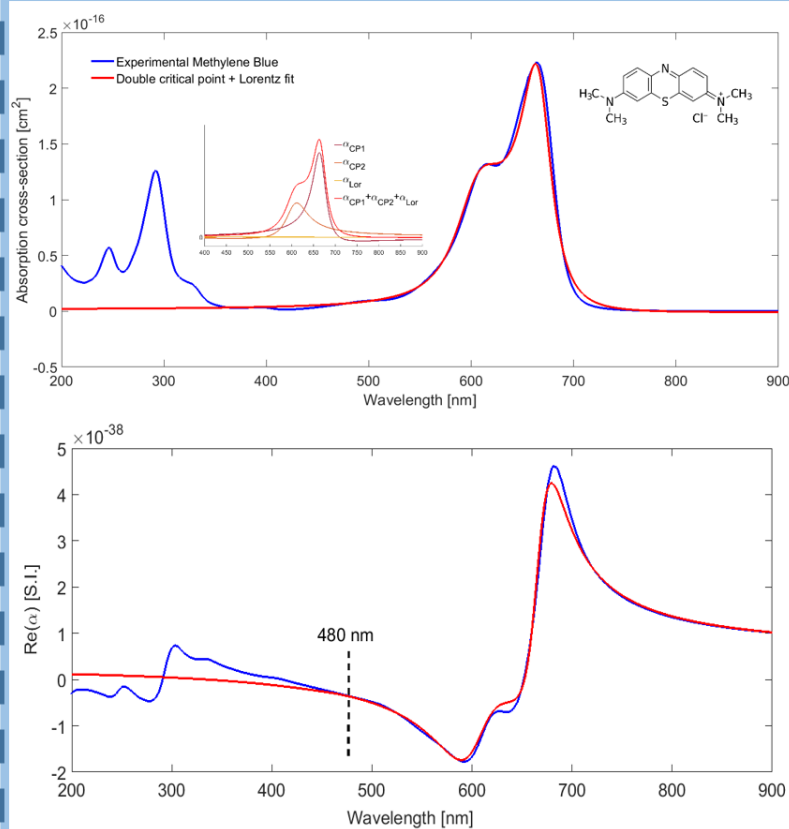 ×10⁻¹⁶
2.5
2
1.5
1
0.5
0
-0.5
Absorption cross-section [cm²]
Experimental Methylene Blue
Double critical point + Lorentz fit
α_CP1
α_CP2
α_Lor
α_CP1+α_CP2+α_Lor
0
400 450 500 550 600 650 700 750 800 850 900
N
H₃C
N
CH₃
S
N⁺
CH₃
CH₃
Cl⁻
200 300 400 500 600 700 800 900
Wavelength [nm]
×10⁻³⁸
5
4
3
2
1
0
-1
-2
Re(α) [S.I.]
480 nm
200 300 400 500 600 700 800 900
Wavelength [nm]